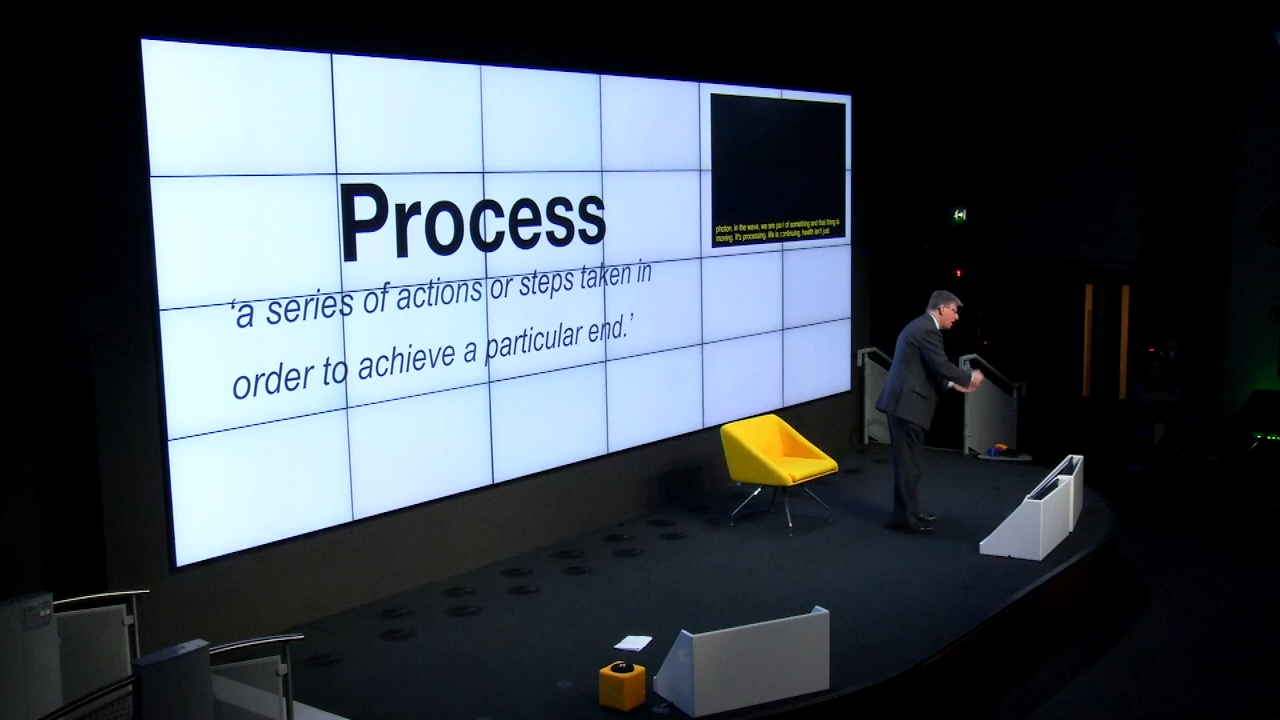 Process
‘a series of actions or steps taken in
order to achieve a particular end.’
photon, in the wave, we are part of something and that thing is
moving. It's processing. life is continuing, health isn't just